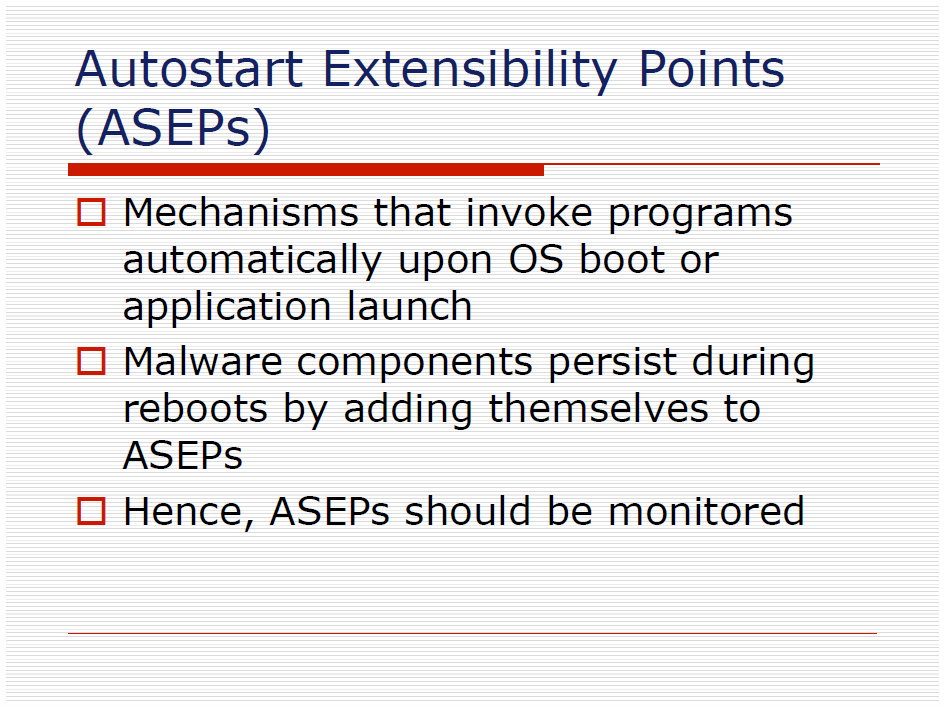 Autostart Extensibility Points
(ASEPs)
Mechanisms that invoke programs
automatically upon OS boot or
application launch
Malware components persist during
reboots by adding themselves to
ASEPs
Hence, ASEPs should be monitored